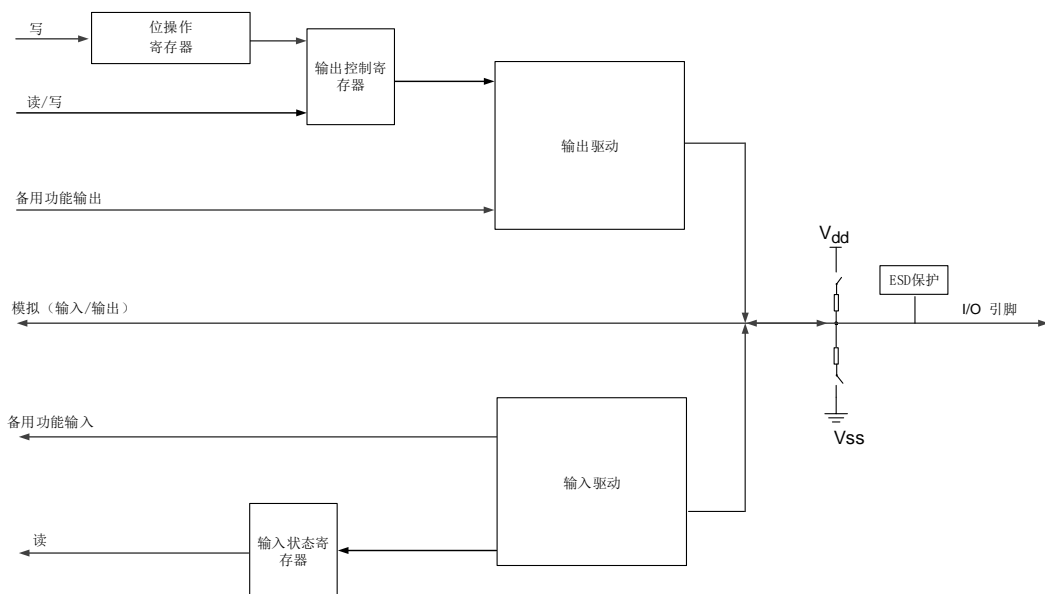 写
位操作
寄存器
输出控制寄
存器
读/写
输出驱动
备用功能输出
Vdd
ESD保护
模拟（输入/输出）
I/O 引脚
备用功能输入
Vss
输入驱动
输入状态寄
存器
读